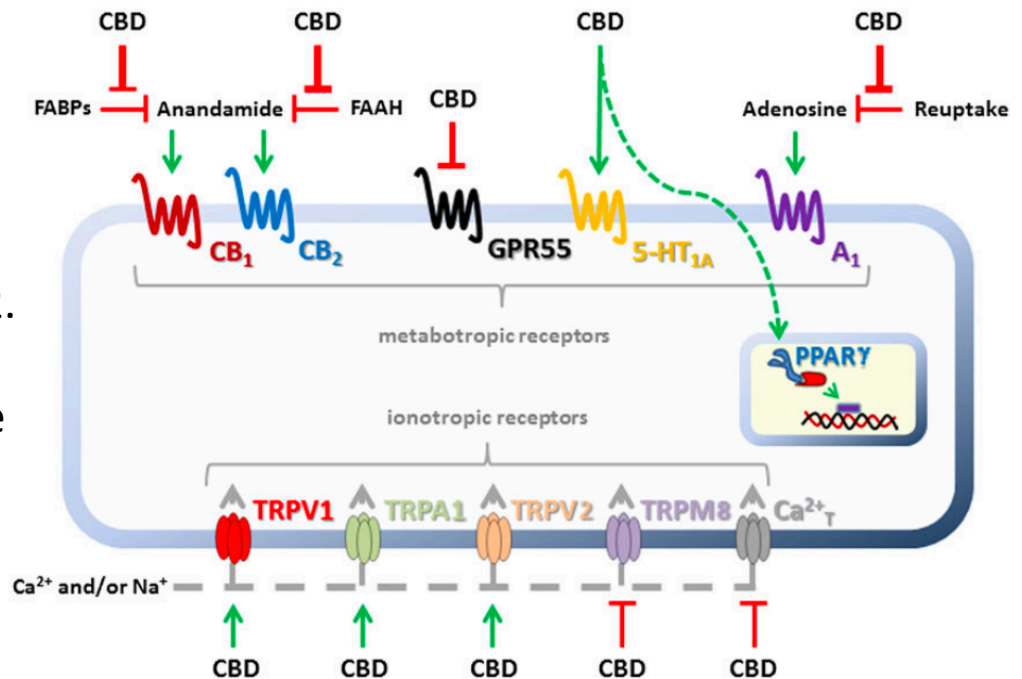 CBD CBD CBD CBD
FABPs Anandamide FAAH CBD Adenosine Reuptake
CB1 CB2 GPR55 5-HT1A A1
metabotropic receptors
PPARγ
ionotropic receptors
TRPV1 TRPA1 TRPV2 TRPM8 Ca²⁺T
Ca²⁺ and/or Na⁺
CBD CBD CBD CBD CBD